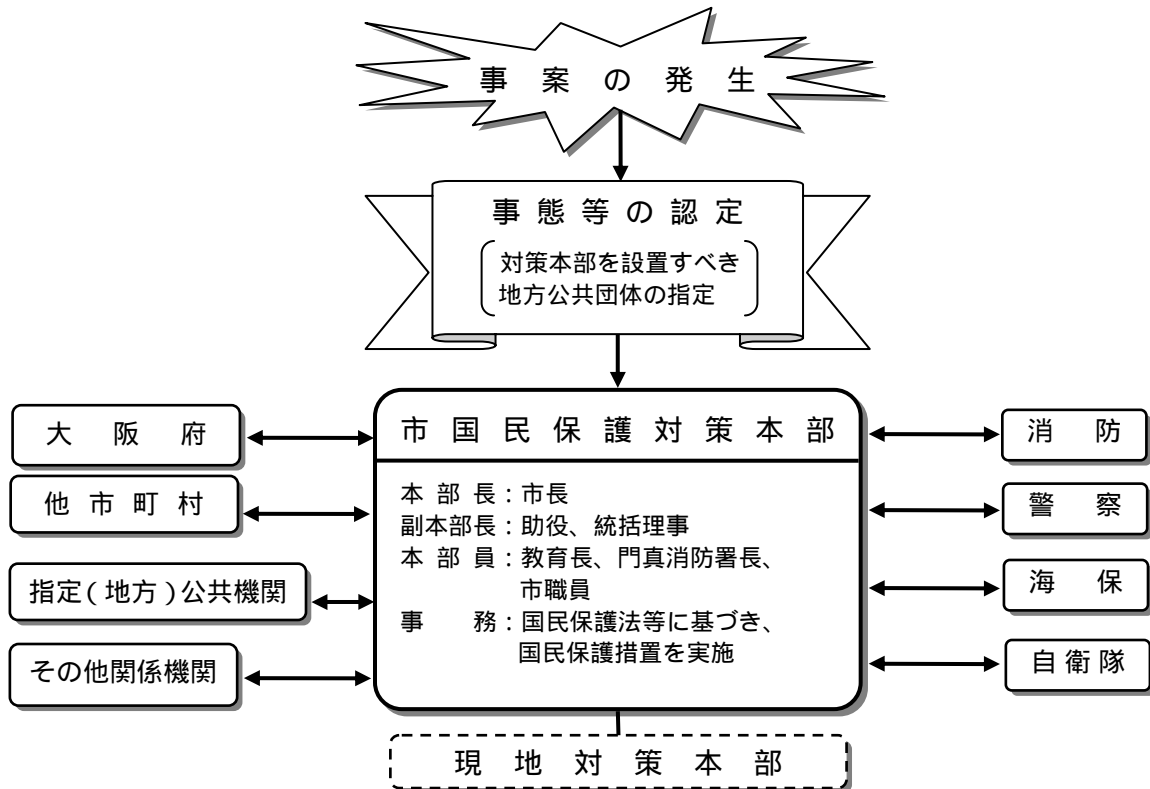 事案の発生
事態等の認定
対策本部を設置すべき
地方公共団体の指定
市国民保護対策本部
本部長：市長
副本部長：助役、統括理事
本部員：教育長、門真消防署長、
市職員
事務：国民保護法等に基づき、
国民保護措置を実施
大阪府
他市町村
指定(地方)公共機関
その他関係機関
消防
警察
海保
自衛隊
現地対策本部